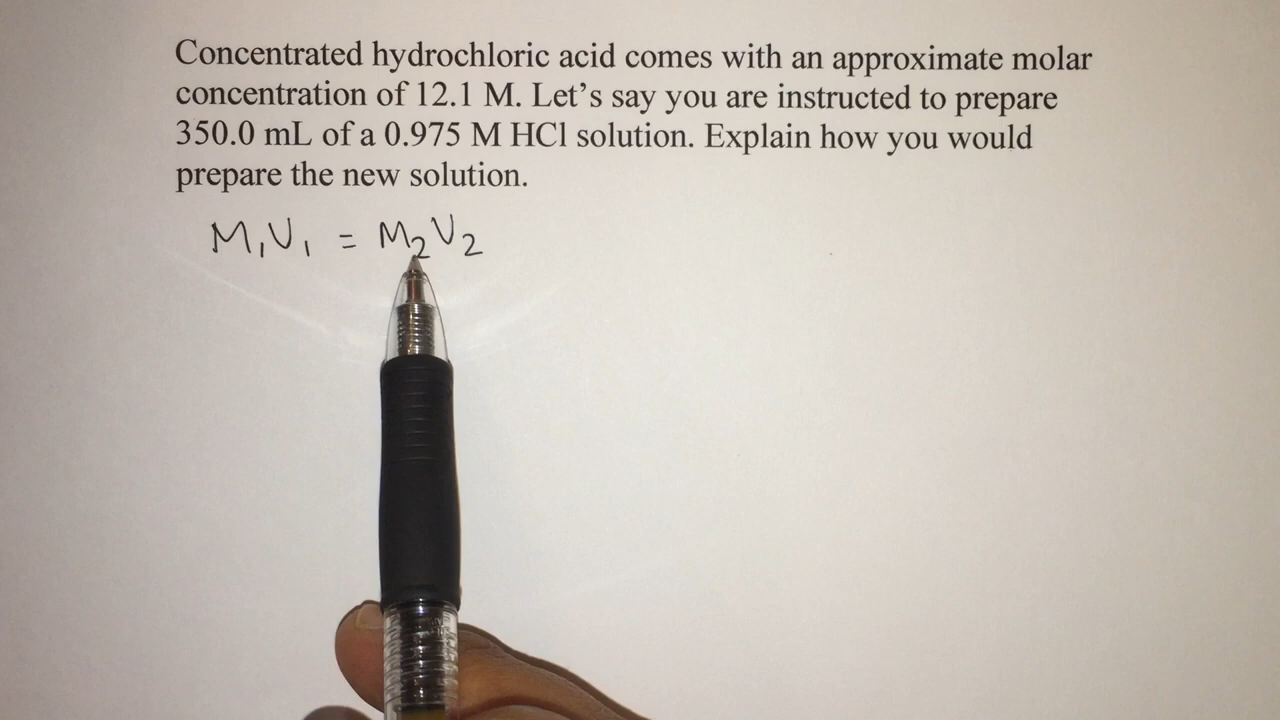 Concentrated hydrochloric acid comes with an approximate molar
concentration of 12.1 M. Let's say you are instructed to prepare
350.0 mL of a 0.975 M HCl solution. Explain how you would
prepare the new solution.
M₁V₁ = M₂V₂